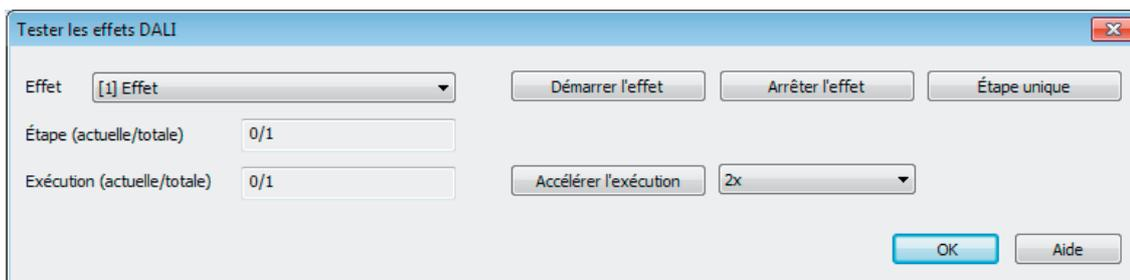 Tester les effets DALI
Effet [1] Effet Démarrer l'effet Arrêter l'effet Étape unique
Étape (actuelle/totale) 0/1
Exécution (actuelle/totale) 0/1 Accélérer l'exécution 2x
OK Aide